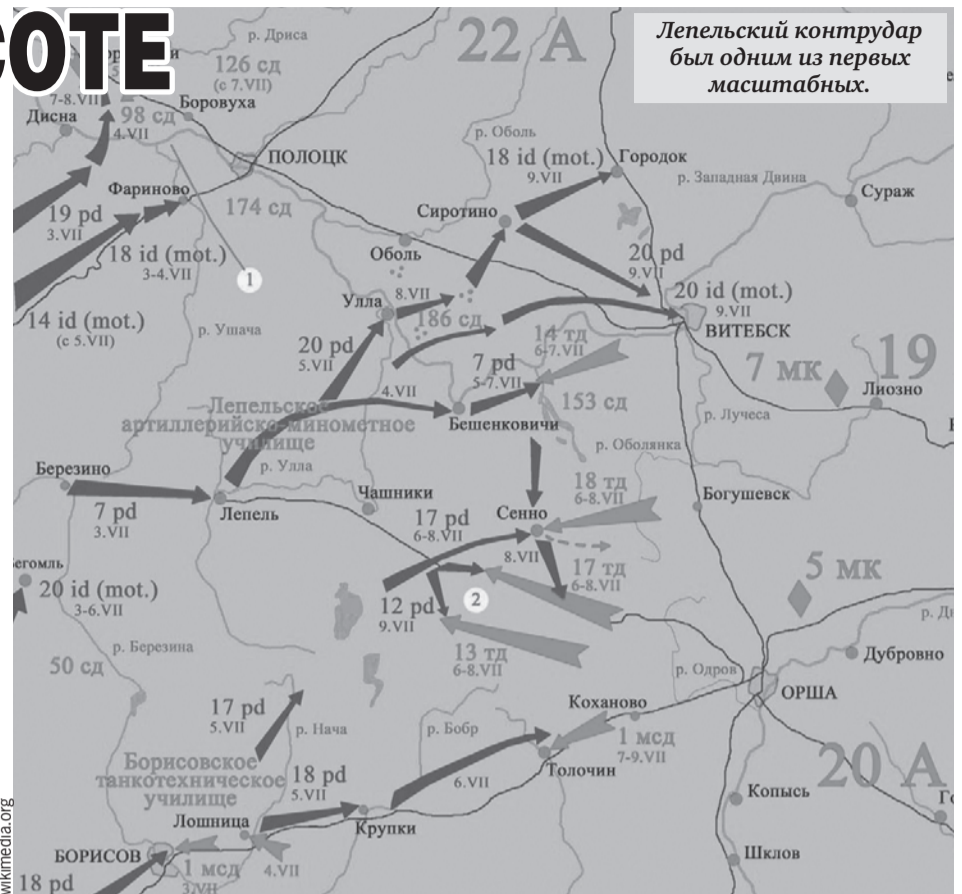 СОТЕ
Лепельский контрудар
был одним из первых
масштабных.
р. Дриса
22 А
126 сд
(с 7.VII)
7-8.VII
98 сд
Боровуха
Дисна
4.VII
ПОЛОЦК
р. Оболь
18 id (mot.)
9.VII
Городок
р. Западная Двина
Сураж
Фариново
174 сд
Сиротино
19 pd
3.VII
18 id (mot.)
3-4.VII
1
Оболь
20 pd
9.VII
8.VII
Улла
20 id (mot.)
9.VII
14 id (mot.)
(с 5.VII)
р. Ушача
186 сд
ВИТЕБСК
20 pd
5.VII
14 тд
6-7.VII
7 мк
19
7 pd
5-7.VII
4.VII
Лиозно
153 сд
р. Лучеса
Лепельское
артиллерийско-минометное
училище
Бешенковичи
р. Оболянка
р. Улла
Березино
18 тд
6-8.VII
Чашники
Богушевск
7 pd
3.VII
Лепель
17 pd
6-8.VII
Сенно
8.VII
17 тд
6-8.VII
5 мк
егомль
20 id (mot.)
3-6.VII
12 pd
9.VII
2
р. Березина
13 тд
6-8.VII
50 сд
р. Одров
Дубровно
ОРША
17 pd
5.VII
р. Нача
р. Бобр
Коханово
1 мсд
7-9.VII
Борисовское
танкотехническое
училище
18 pd
5.VII
6.VII
Толочин
20 А
Копысь
Лошница
Крупки
БОРИСОВ
1 мсд
3.VII
4.VII
Шклов
18 pd
wikimedia.org